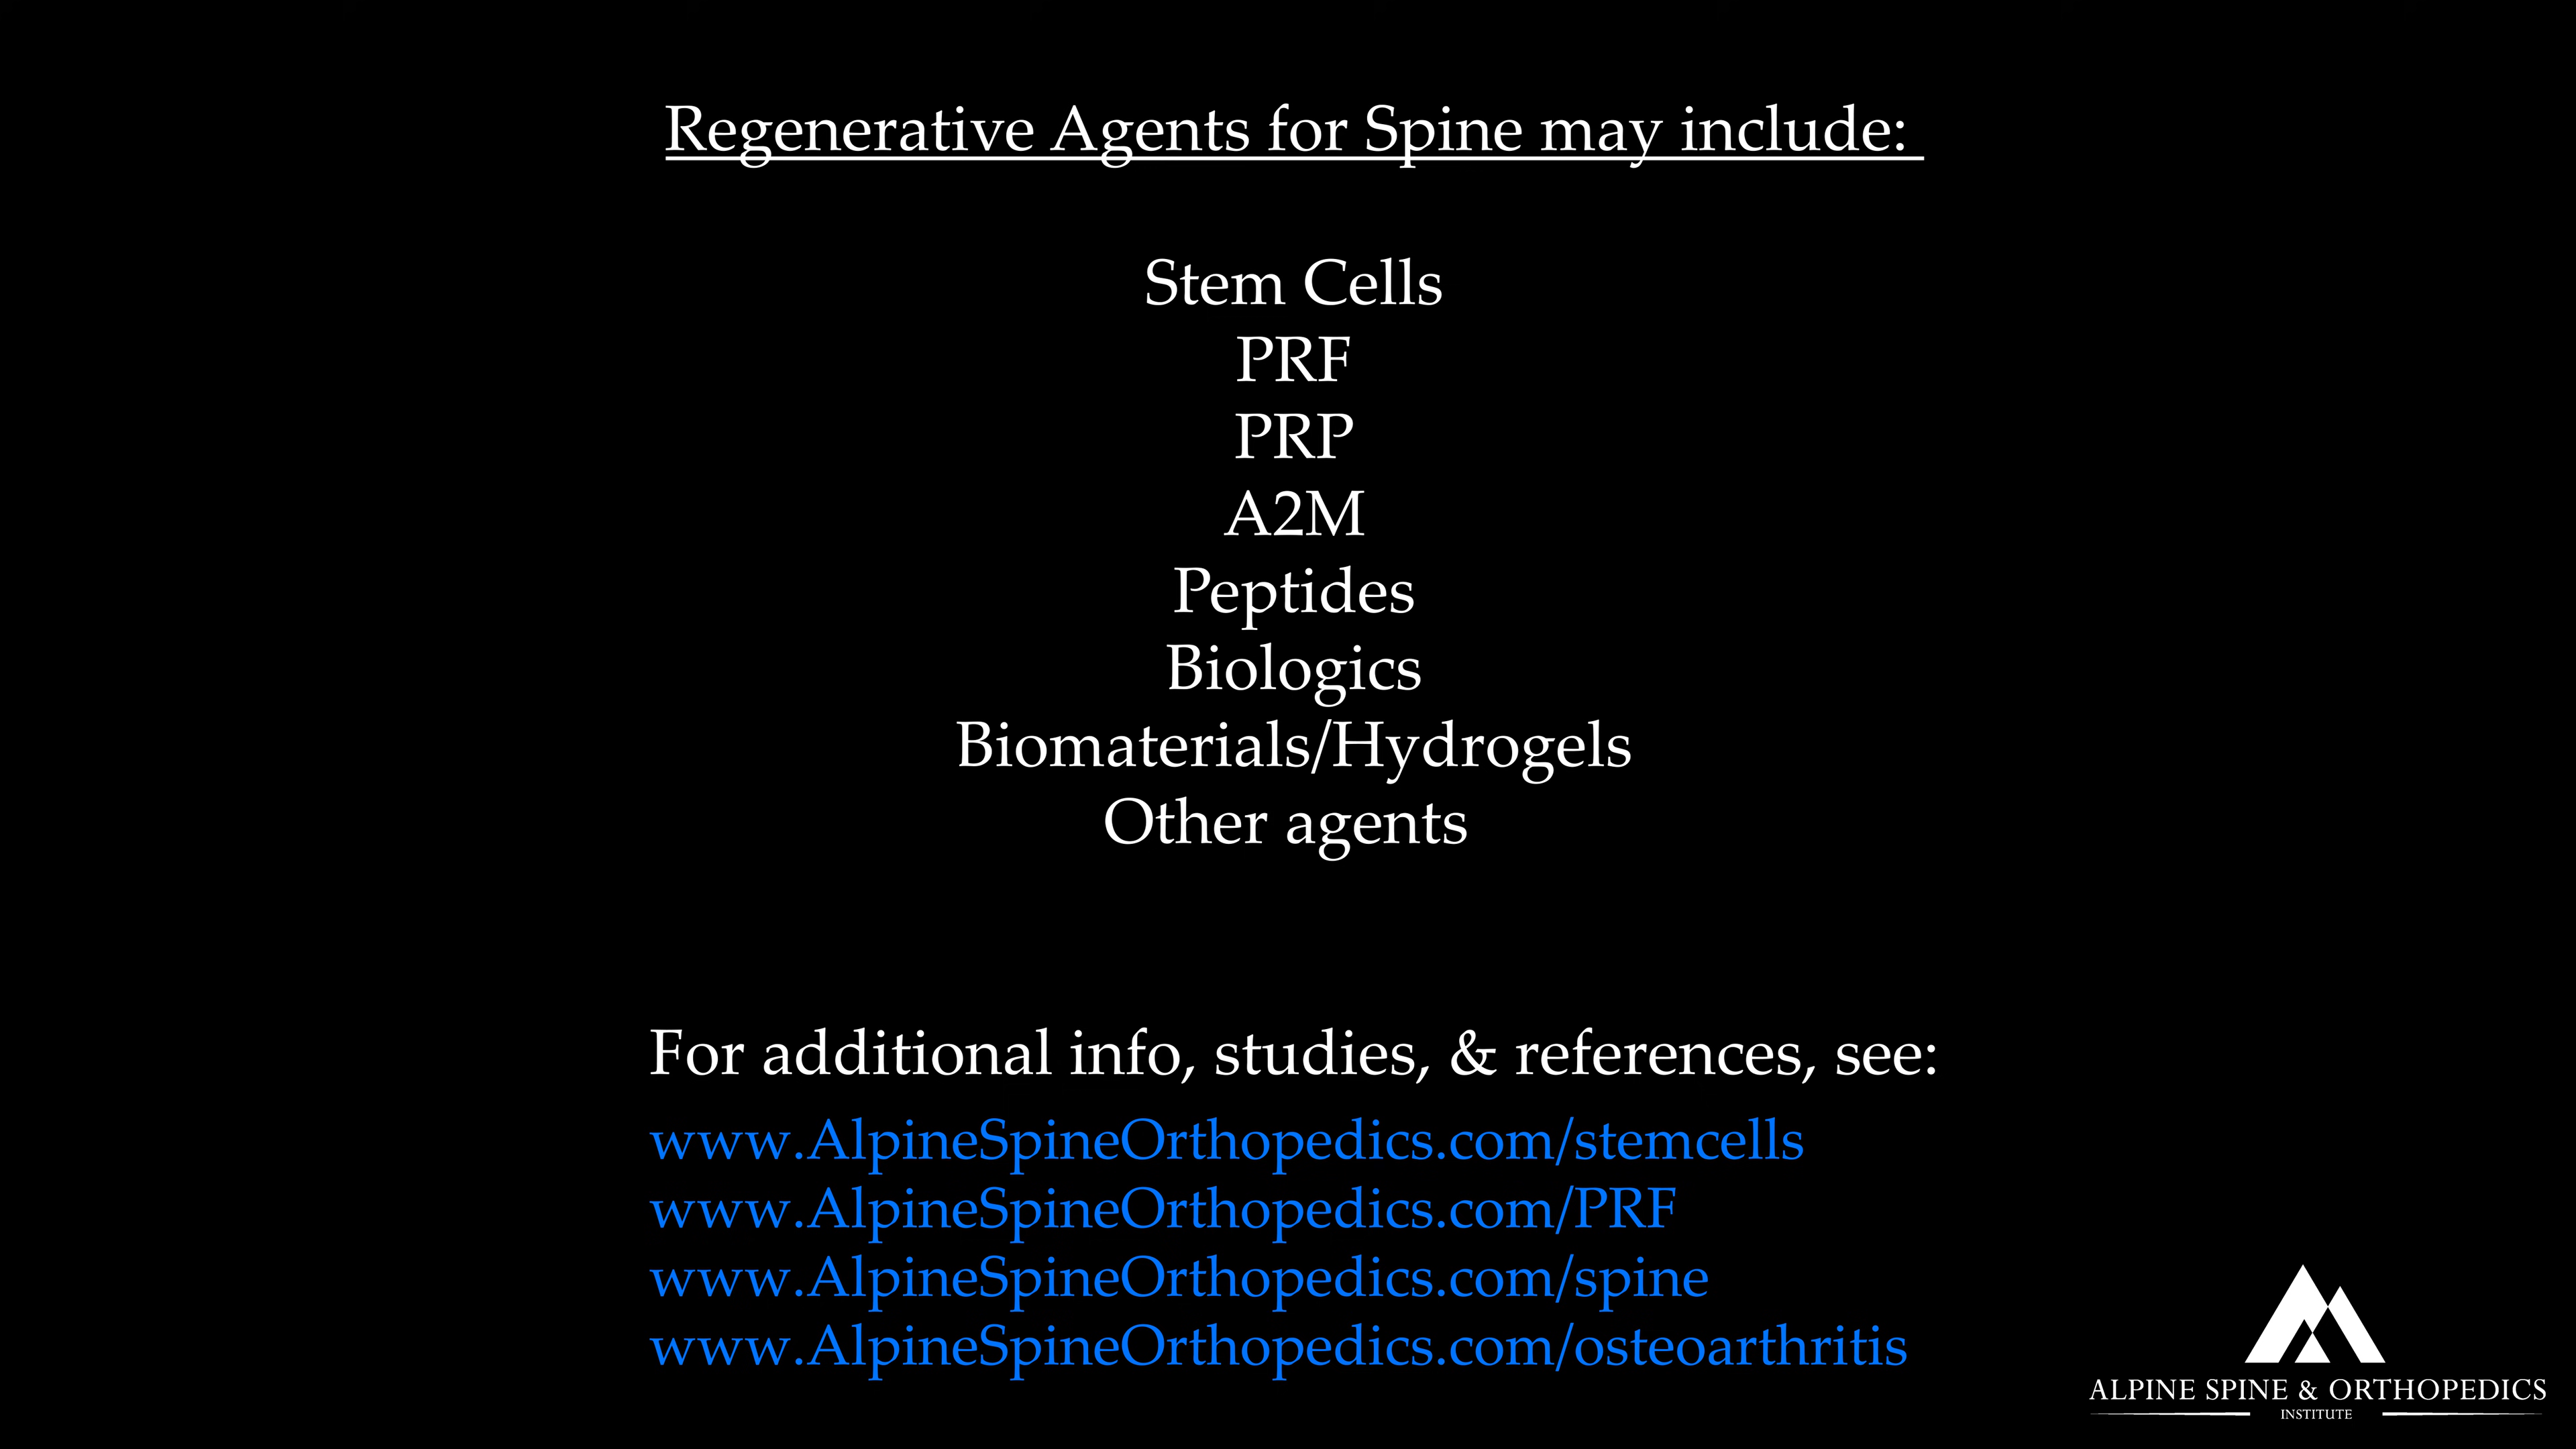 Regenerative Agents for Spine may include:
Stem Cells
PRF
PRP
A2M
Peptides
Biologics
Biomaterials/Hydrogels
Other agents
For additional info, studies, & references, see:
www.AlpineSpineOrthopedics.com/stemcells
www.AlpineSpineOrthopedics.com/PRF
www.AlpineSpineOrthopedics.com/spine
www.AlpineSpineOrthopedics.com/osteoarthritis
ALPINE SPINE & ORTHOPEDICS
INSTITUTE